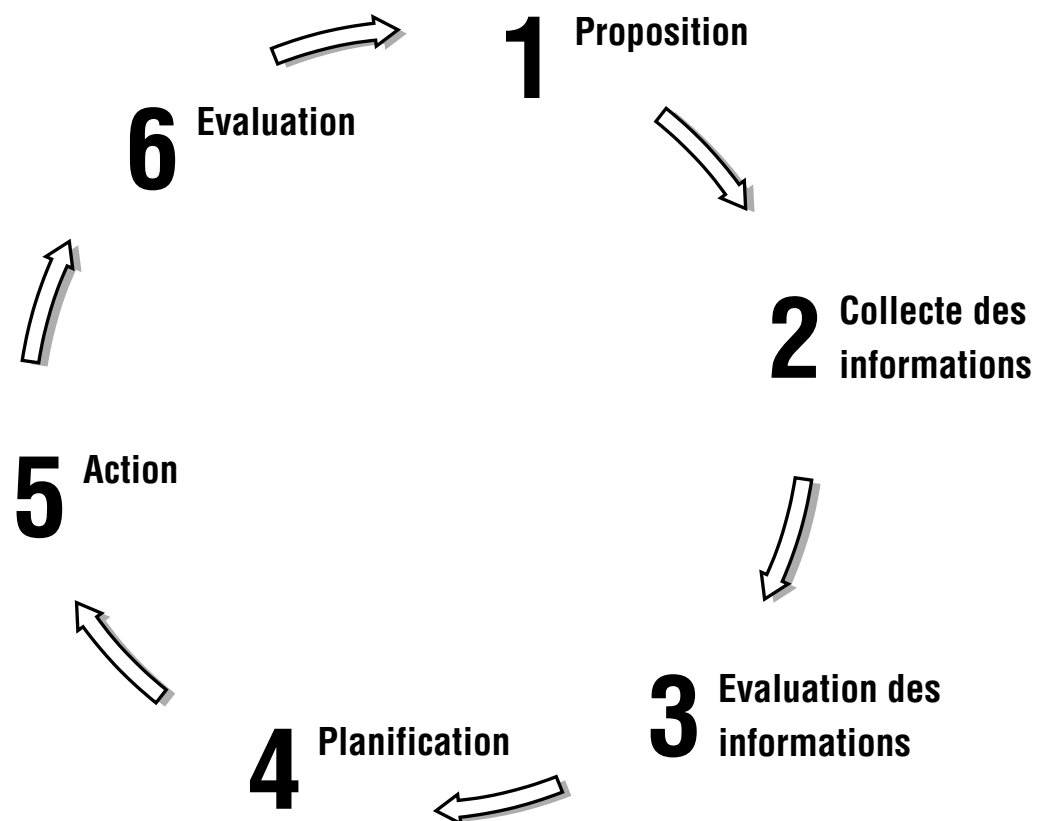 1 Proposition
2 Collecte des
informations
3 Evaluation des
informations
4 Planification
5 Action
6 Evaluation